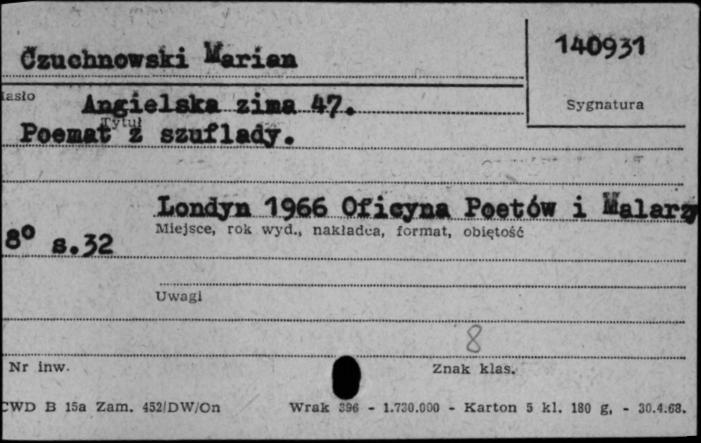 Czuchnowski Marian
140931
Sygnatura
Angielska zima 47.
Tytuł
Poemat z szuflady.
Londyn 1966 Oficyna Poetów i Malarzy
Miejsce, rok wyd., nakładca, format, objętość
8° s.32
Uwagi
8
Nr inw.
Znak klas.
CWD B 15a Zam. 452/DW/On
Wrak 396 - 1.730.000 - Karton 5 kl. 180 g, - 30.4.68.